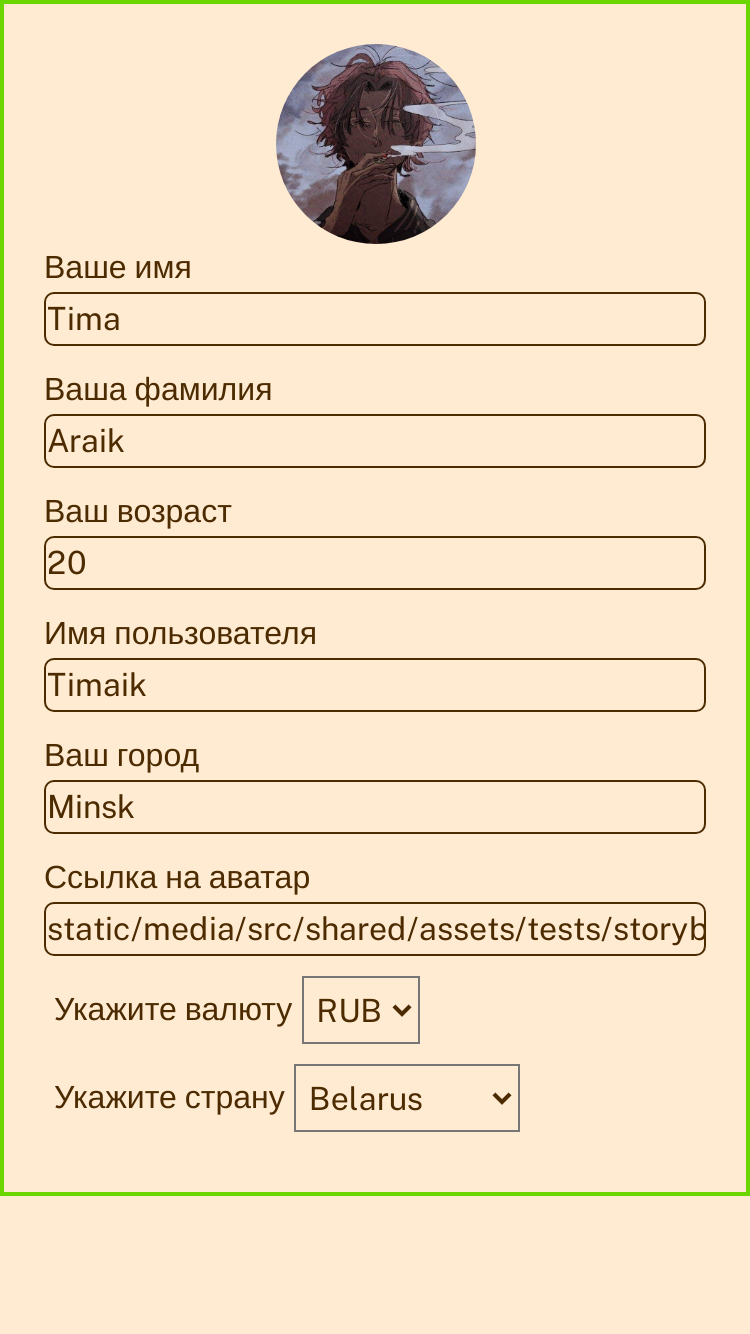 Ваше имя
Tima
Ваша фамилия
Araik
Ваш возраст
20
Имя пользователя
Timaik
Ваш город
Minsk
Ссылка на аватар
static/media/src/shared/assets/tests/storyb
Укажите валюту RUB
Укажите страну Belarus